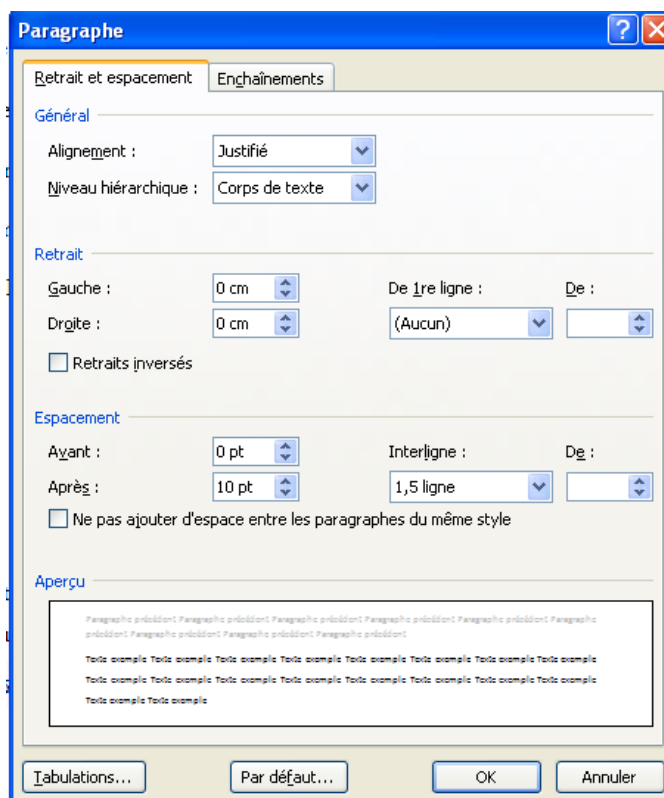 Paragraphe
Retrait et espacement Enchaînements
Général
Alignement : Justifié
Niveau hiérarchique : Corps de texte
Retrait
Gauche : 0 cm De 1re ligne : De :
Droite : 0 cm (Aucun)
Retraits inversés
Espacement
Avant : 0 pt Interligne : De :
Après : 10 pt 1,5 ligne
Ne pas ajouter d'espace entre les paragraphes du même style
Aperçu
Paragraphe précédent Paragraphe précédent Paragraphe précédent Paragraphe précédent Paragraphe précédent Paragraphe
précédent Paragraphe précédent Paragraphe précédent Paragraphe précédent
Texte exemple Texte exemple Texte exemple Texte exemple Texte exemple Texte exemple Texte exemple Texte exemple
Texte exemple Texte exemple Texte exemple Texte exemple Texte exemple Texte exemple Texte exemple Texte exemple
Texte exemple Texte exemple
Tabulations... Par défaut... OK Annuler